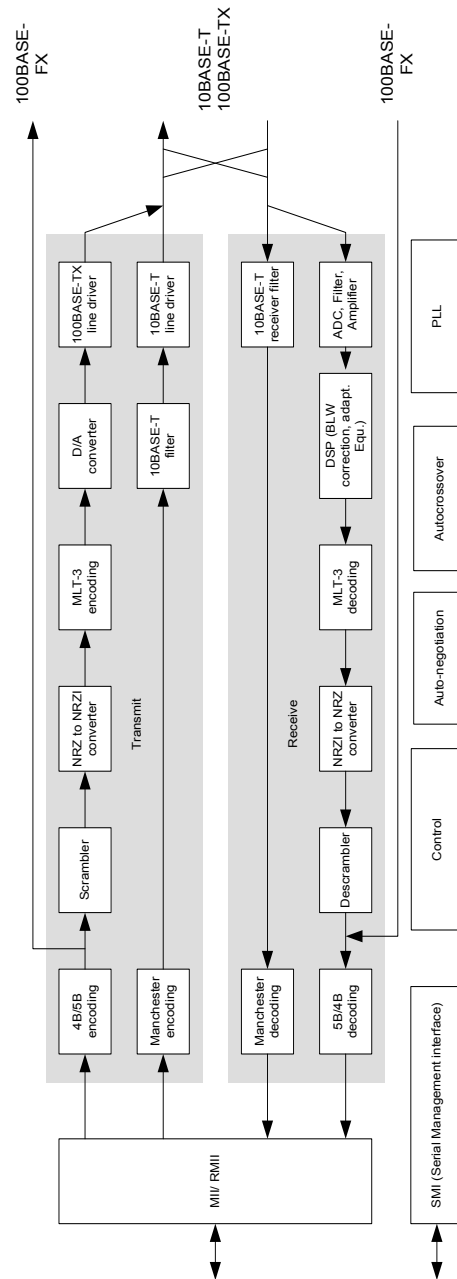 100BASE-
FX
10BASE-T
100BASE-TX
100BASE-
FX
100BASE-TX
line driver
10BASE-T
line driver
10BASE-T
receiver filter
ADC, Filter,
Amplifier
PLL
D/A
converter
10BASE-T
filter
DSP (BLW
correction, adapt.
Equ.)
Autocrossover
MLT-3
encoding
MLT-3
decoding
Auto-negotiation
NRZ to NRZI
converter
Transmit
Receive
NRZI to NRZ
converter
Control
Scrambler
Descrambler
4B/5B
encoding
Manchester
encoding
Manchester
decoding
5B/4B
decoding
MII/ RMII
SMI (Serial Management interface)